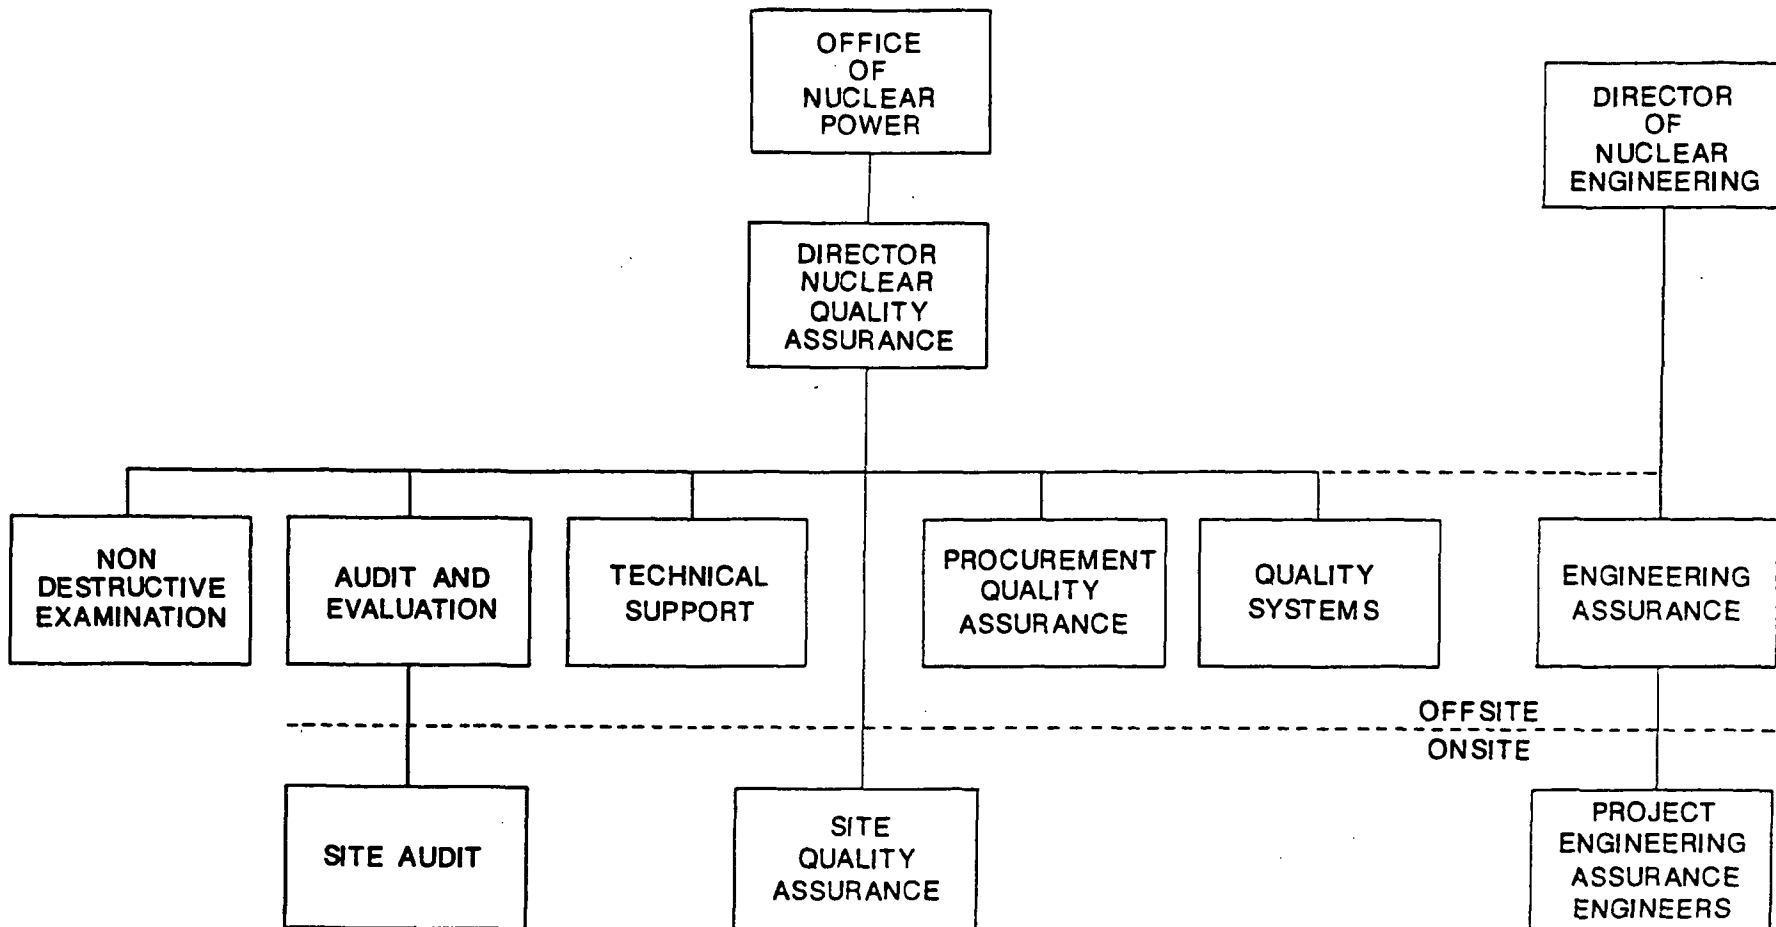 OFFICE
OF
NUCLEAR
POWER
DIRECTOR
OF
NUCLEAR
ENGINEERING
DIRECTOR
NUCLEAR
QUALITY
ASSURANCE
NON
DESTRUCTIVE
EXAMINATION
AUDIT AND
EVALUATION
TECHNICAL
SUPPORT
PROCUREMENT
QUALITY
ASSURANCE
QUALITY
SYSTEMS
ENGINEERING
ASSURANCE
OFFSITE
ONSITE
SITE AUDIT
SITE
QUALITY
ASSURANCE
PROJECT
ENGINEERING
ASSURANCE
ENGINEERS